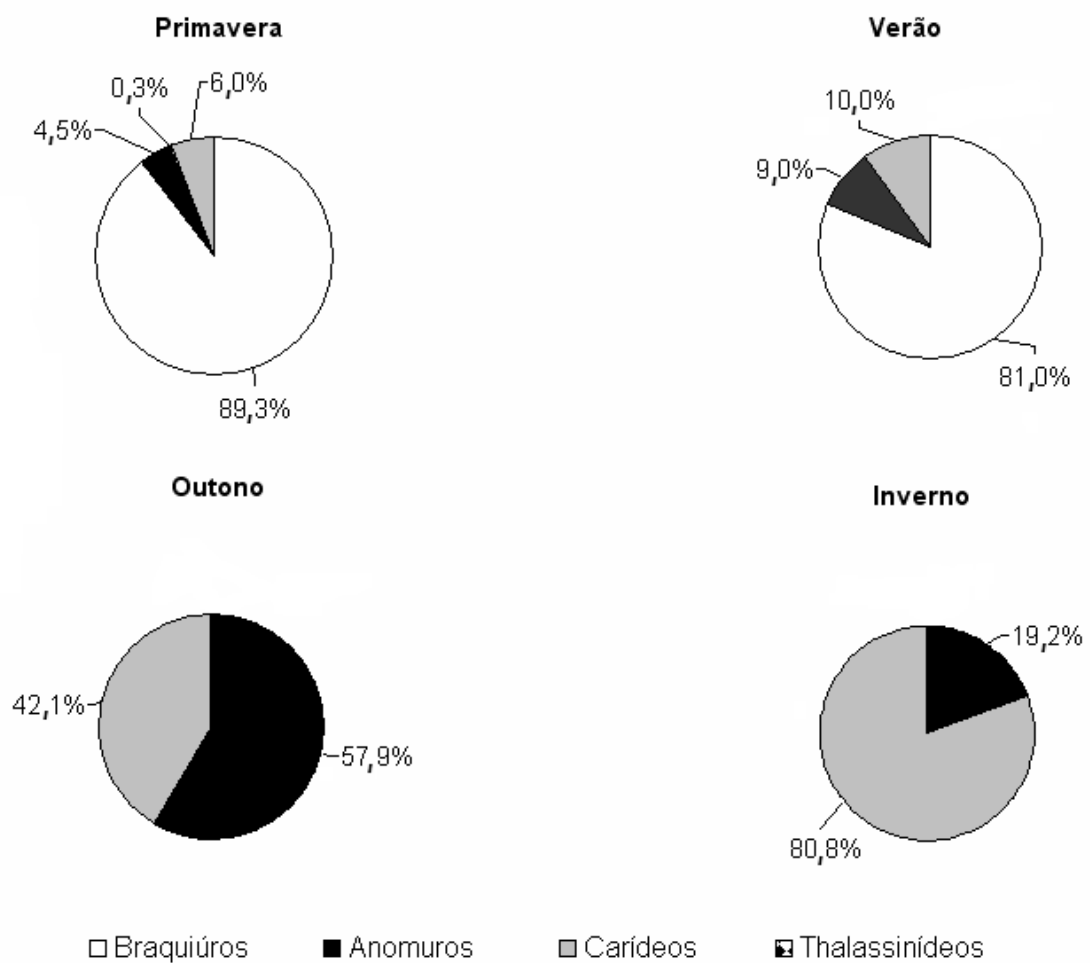 Primavera
0,3%
6,0%
4,5%
89,3%
Verão
10,0%
9,0%
81,0%
Outono
42,1%
57,9%
Inverno
19,2%
80,8%
Braquiúros Anomuros Carídeos Thalassinídeos